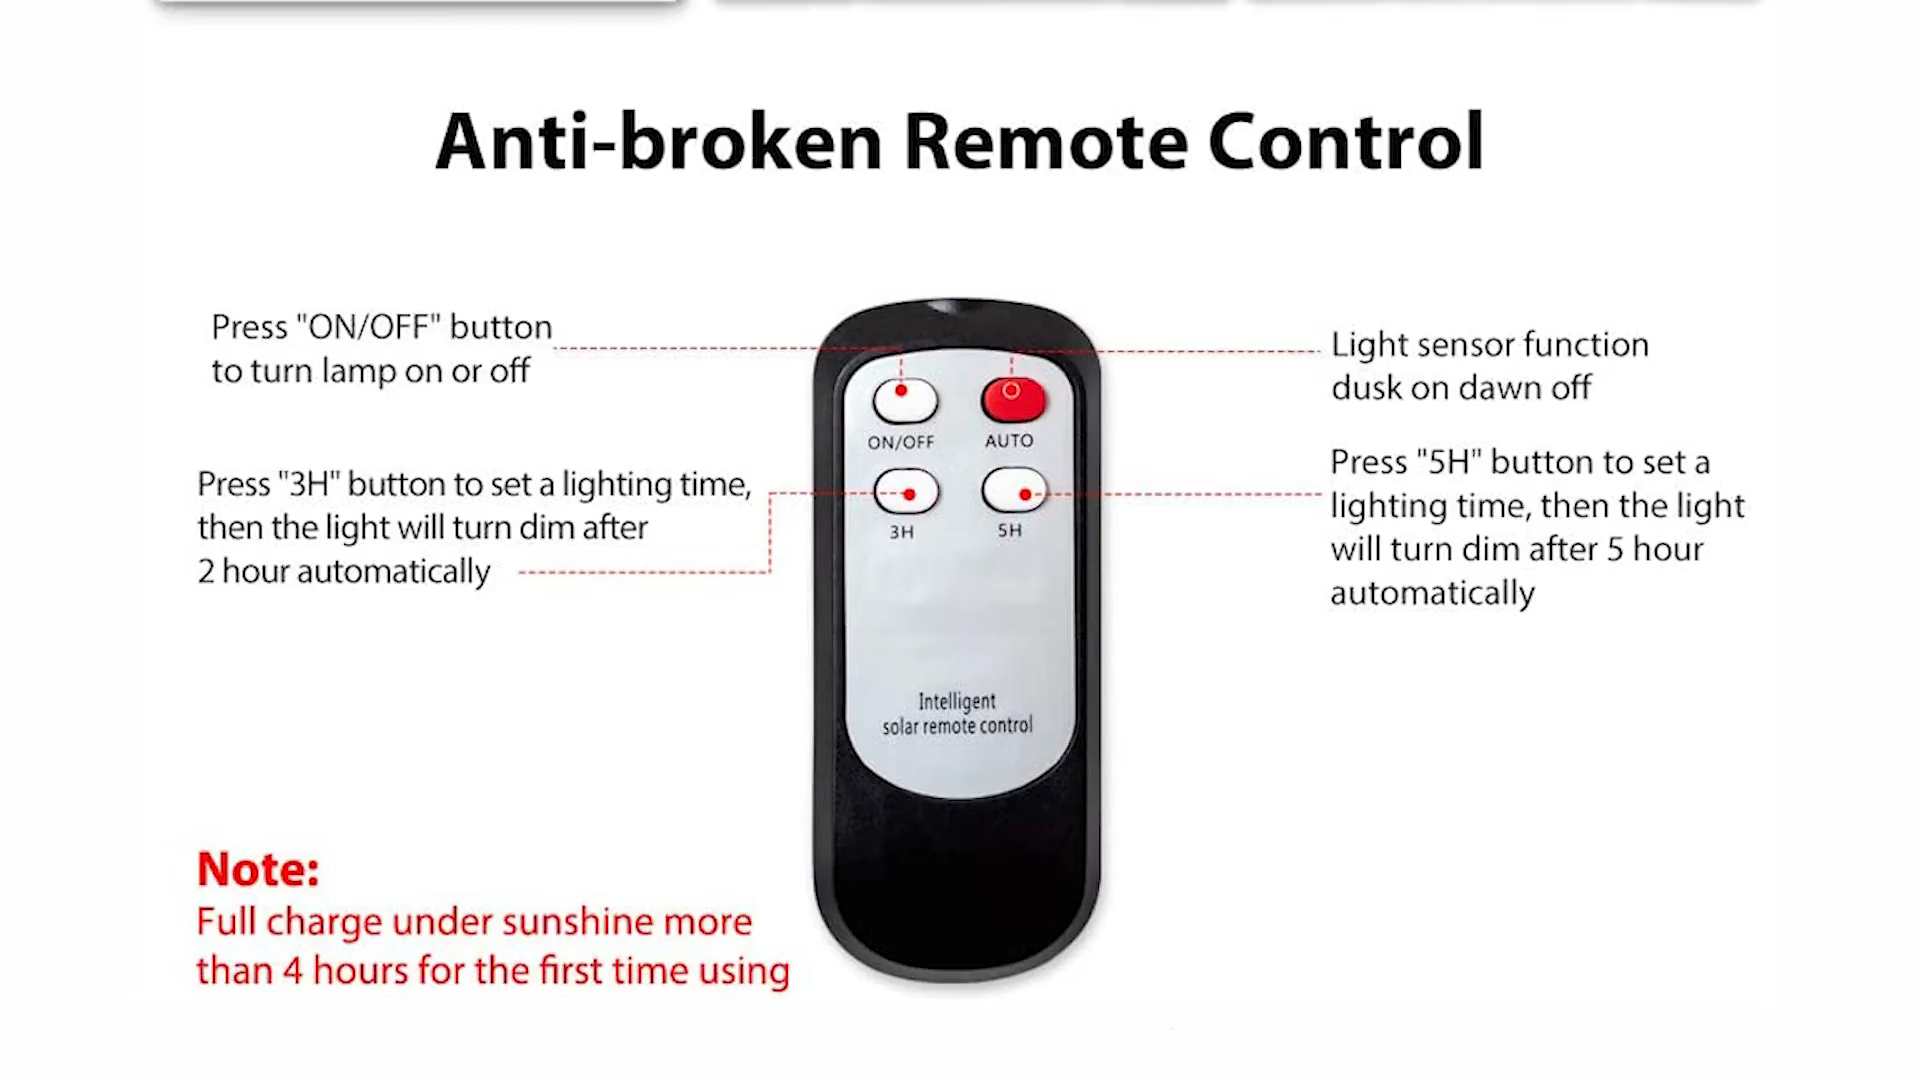 Anti-broken Remote Control
Press "ON/OFF" button
to turn lamp on or off
Light sensor function
dusk on dawn off
Press "3H" button to set a lighting time,
then the light will turn dim after
2 hour automatically
Press "5H" button to set a
lighting time, then the light
will turn dim after 5 hour
automatically
ON/OFF
AUTO
3H
5H
Intelligent
solar remote control
Note:
Full charge under sunshine more
than 4 hours for the first time using